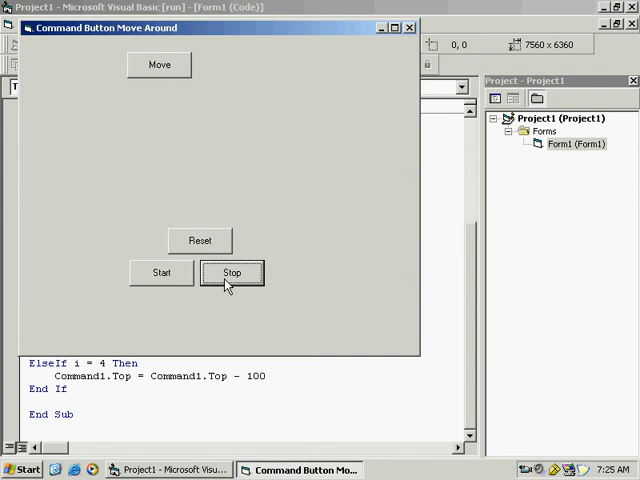 Project1 - Microsoft Visual Basic [run] - [Form1 (Code)]
Command Button Move Around
0, 0
7560 x 6360
Move
Project - Project1
Project1 (Project1)
Forms
Form1 (Form1)
Reset
Start
Stop
ElseIf i = 4 Then
Command1.Top = Command1.Top - 100
End If
End Sub
Start
Project1 - Microsoft Visu...
Command Button Mo...
7:25 AM